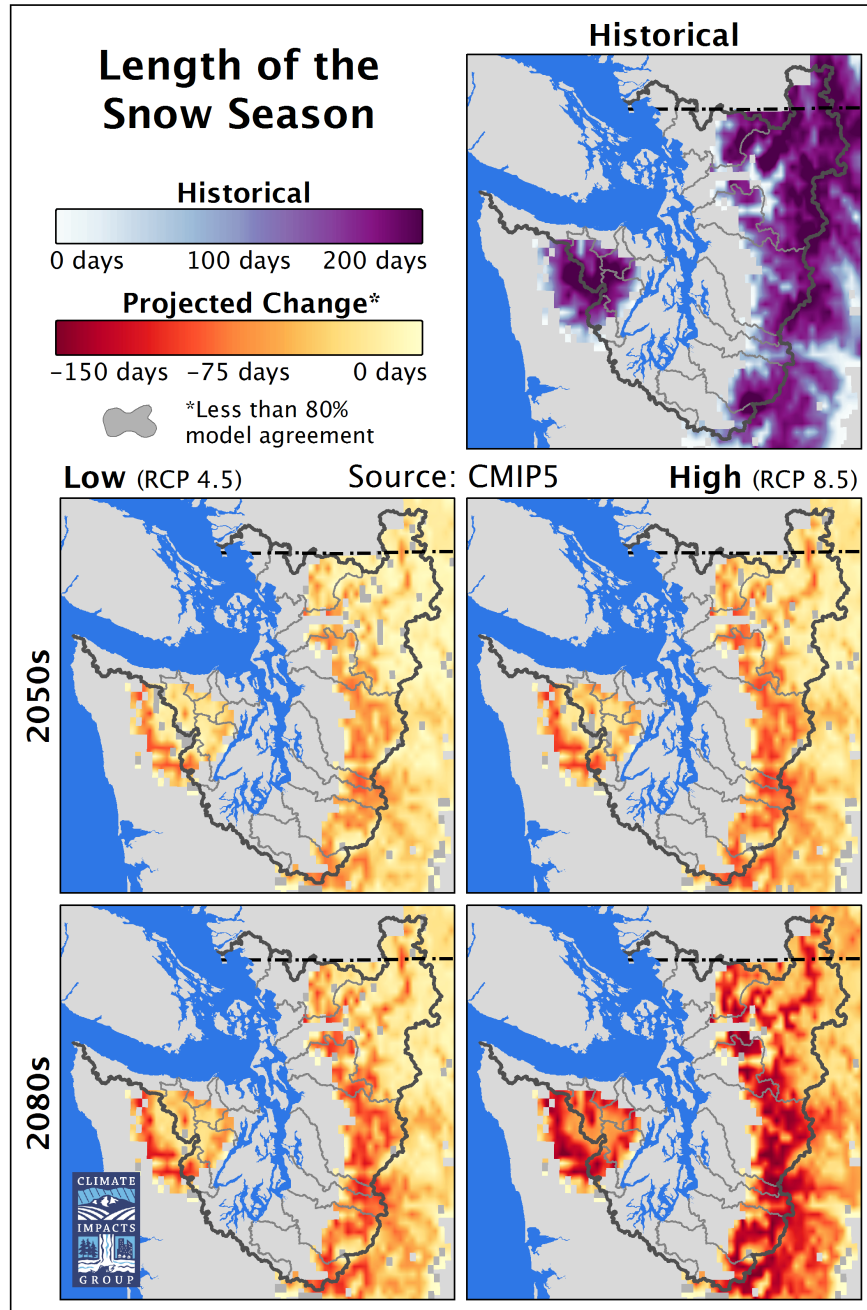 Length of the
Snow Season
Historical
Historical
0 days 100 days 200 days
Projected Change*
−150 days −75 days 0 days
*Less than 80%
model agreement
Low (RCP 4.5) Source: CMIP5 High (RCP 8.5)
2050s
2080s
CLIMATE
IMPACTS
GROUP